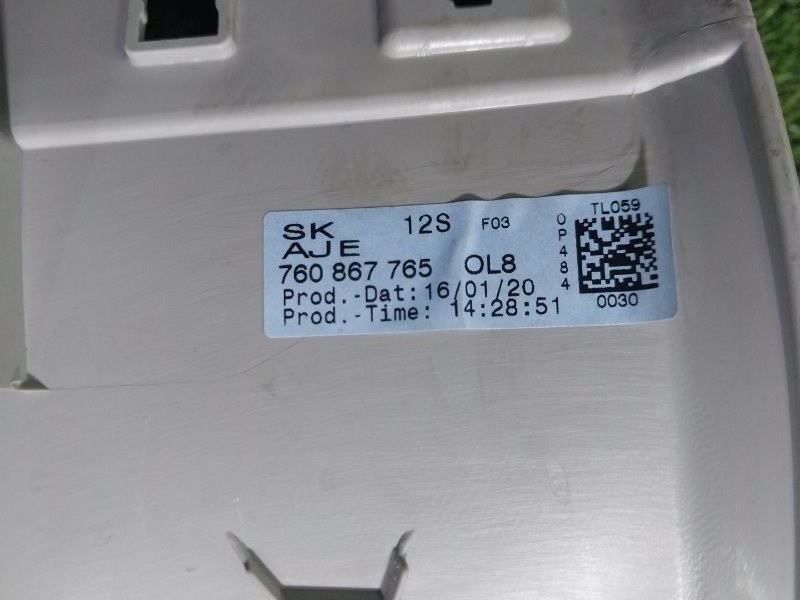 SK 12S F03
AJE
760 867 765 OL8
Prod.-Dat: 16/01/20
Prod.-Time: 14:28:51
OP484
TL059
0030